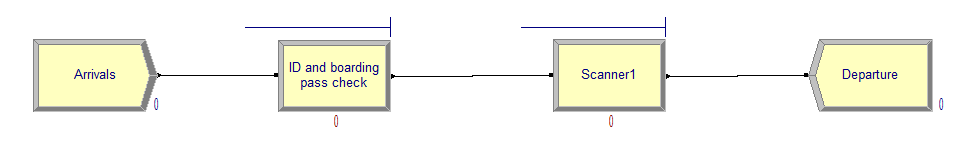 Arrivals
0
ID and boarding
pass check
0
Scanner1
0
Departure
0